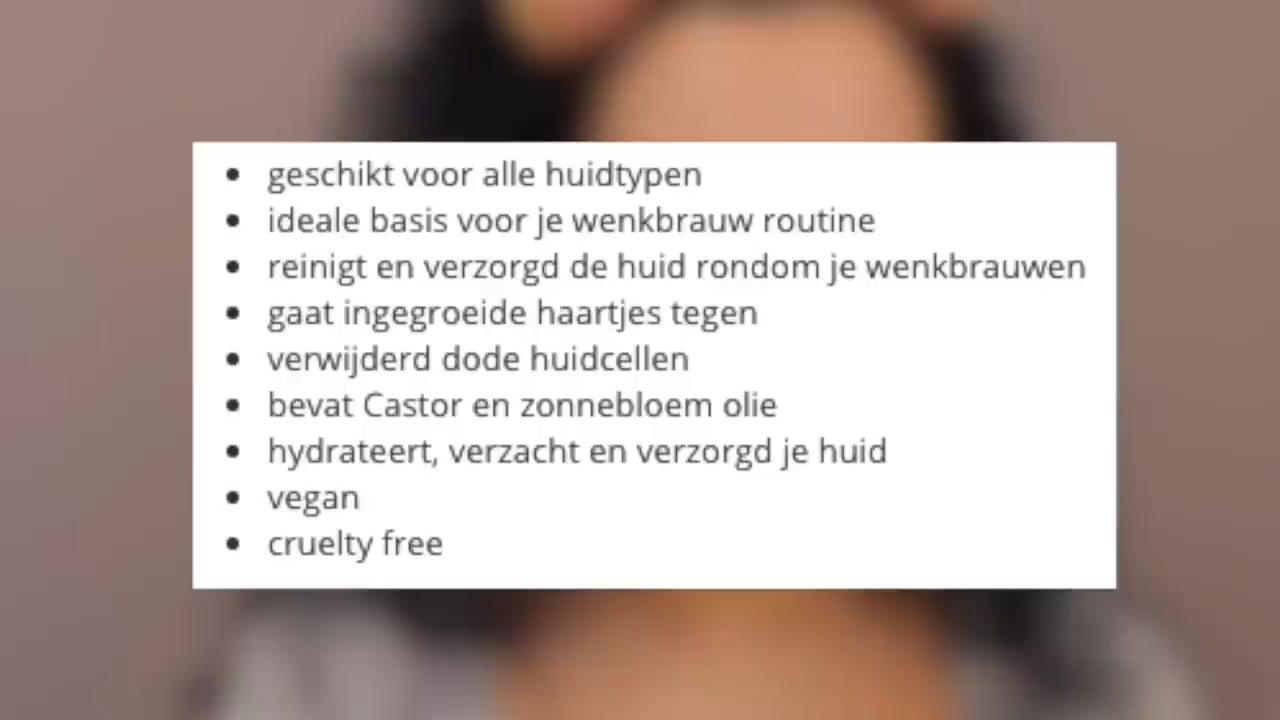 geschikt voor alle huidtypen
ideale basis voor je wenkbrauw routine
reinigt en verzorgd de huid rondom je wenkbrauwen
gaat ingegroeide haartjes tegen
verwijderd dode huidcellen
bevat Castor en zonnebloem olie
hydrateert, verzacht en verzorgd je huid
vegan
cruelty free